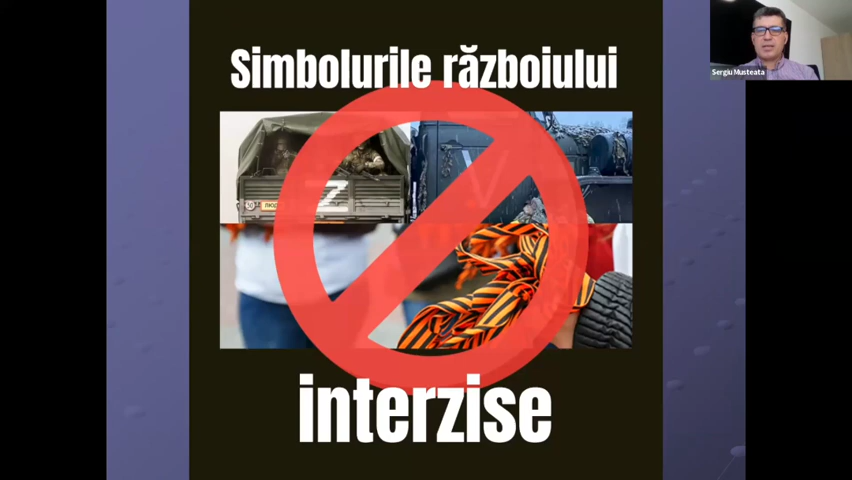 Simbolurile războiului
Sergiu Musteata
Z
V
interzise